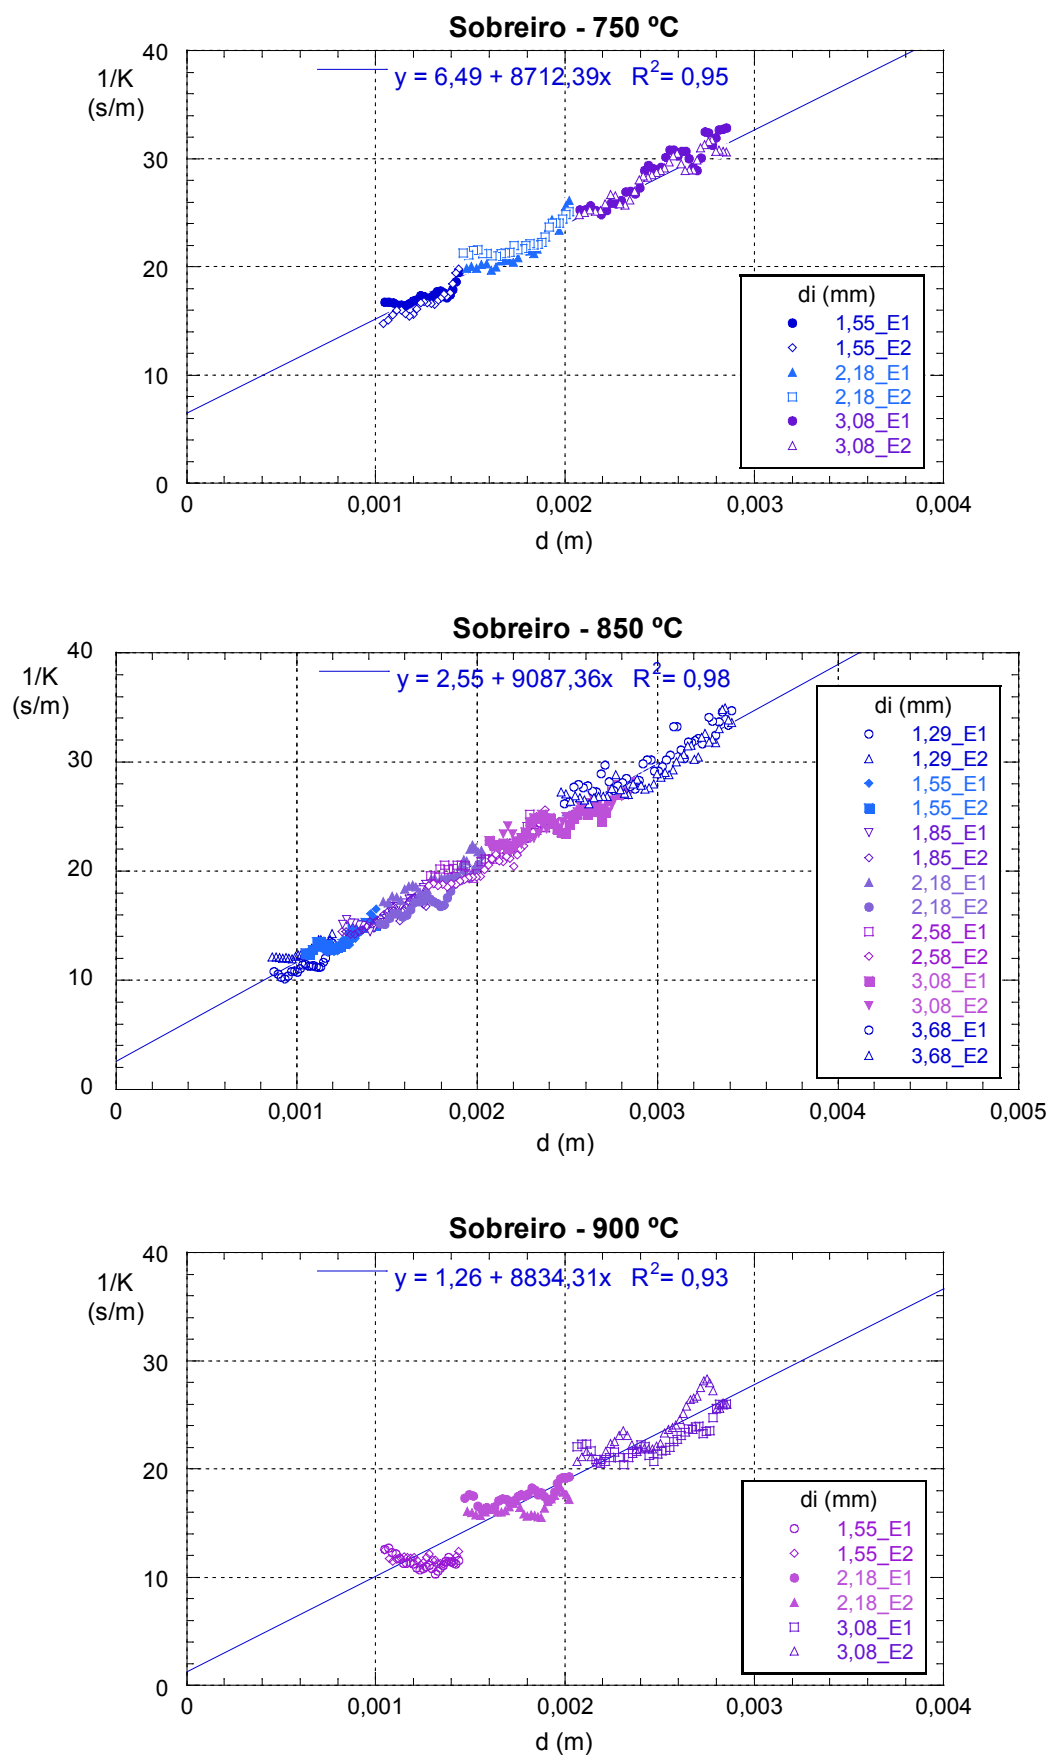 Sobreiro - 750 ºC
40
1/K
(s/m)
y = 6,49 + 8712,39x R2= 0,95
30
20
10
0
di (mm)
1,55_E1
1,55_E2
2,18_E1
2,18_E2
3,08_E1
3,08_E2
0 0,001 0,002 0,003 0,004
d (m)
Sobreiro - 850 ºC
40
1/K
(s/m)
y = 2,55 + 9087,36x R2= 0,98
30
20
10
0
di (mm)
1,29_E1
1,29_E2
1,55_E1
1,55_E2
1,85_E1
1,85_E2
2,18_E1
2,18_E2
2,58_E1
2,58_E2
3,08_E1
3,08_E2
3,68_E1
3,68_E2
0 0,001 0,002 0,003 0,004 0,005
d (m)
Sobreiro - 900 ºC
40
1/K
(s/m)
y = 1,26 + 8834,31x R2= 0,93
30
20
10
0
di (mm)
1,55_E1
1,55_E2
2,18_E1
2,18_E2
3,08_E1
3,08_E2
0 0,001 0,002 0,003 0,004
d (m)